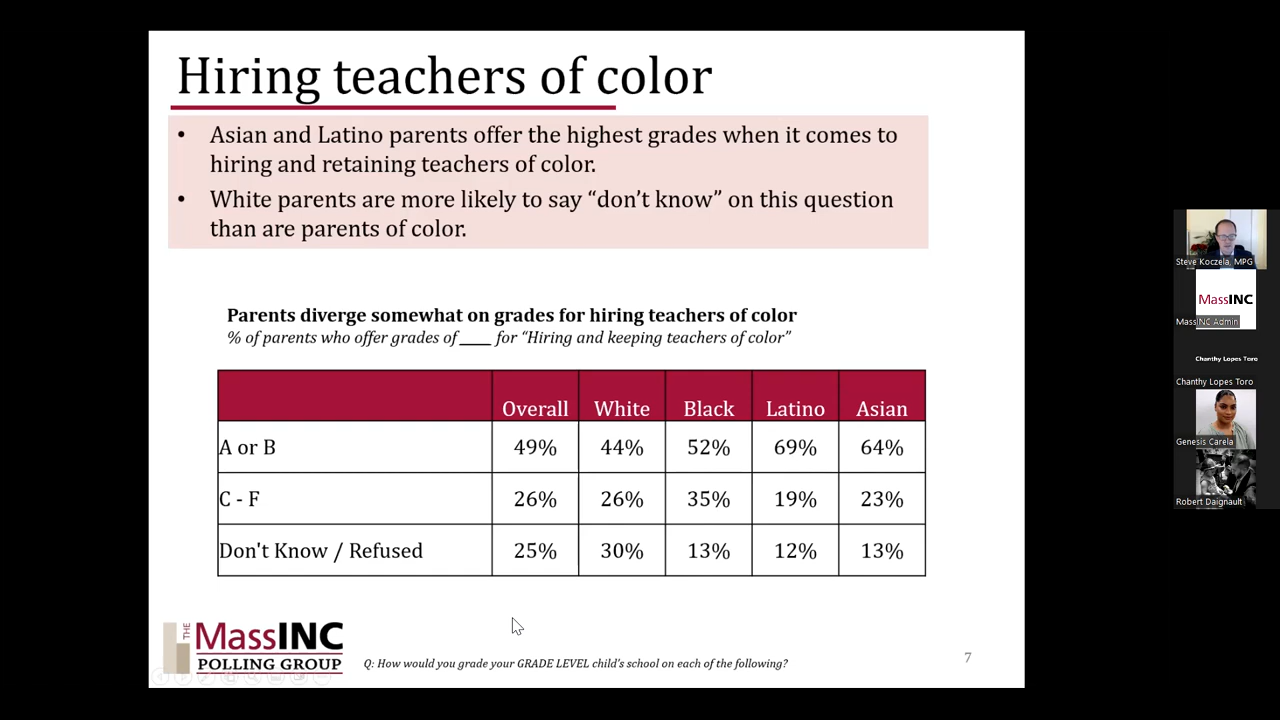 Hiring teachers of color
• Asian and Latino parents offer the highest grades when it comes to
hiring and retaining teachers of color.
• White parents are more likely to say “don’t know” on this question
than are parents of color.
Parents diverge somewhat on grades for hiring teachers of color
% of parents who offer grades of _____ for “Hiring and keeping teachers of color”
Overall White Black Latino Asian
A or B 49% 44% 52% 69% 64%
C - F 26% 26% 35% 19% 23%
Don't Know / Refused 25% 30% 13% 12% 13%
THE
MassINC
POLLING GROUP
Q: How would you grade your GRADE LEVEL child's school on each of the following?
7
Steve Koczela, MPG
MassINC
MassINC Admin
Chanthy Lopes Toro
Chanthy Lopes Toro
Genesis Carela
Robert Daignault